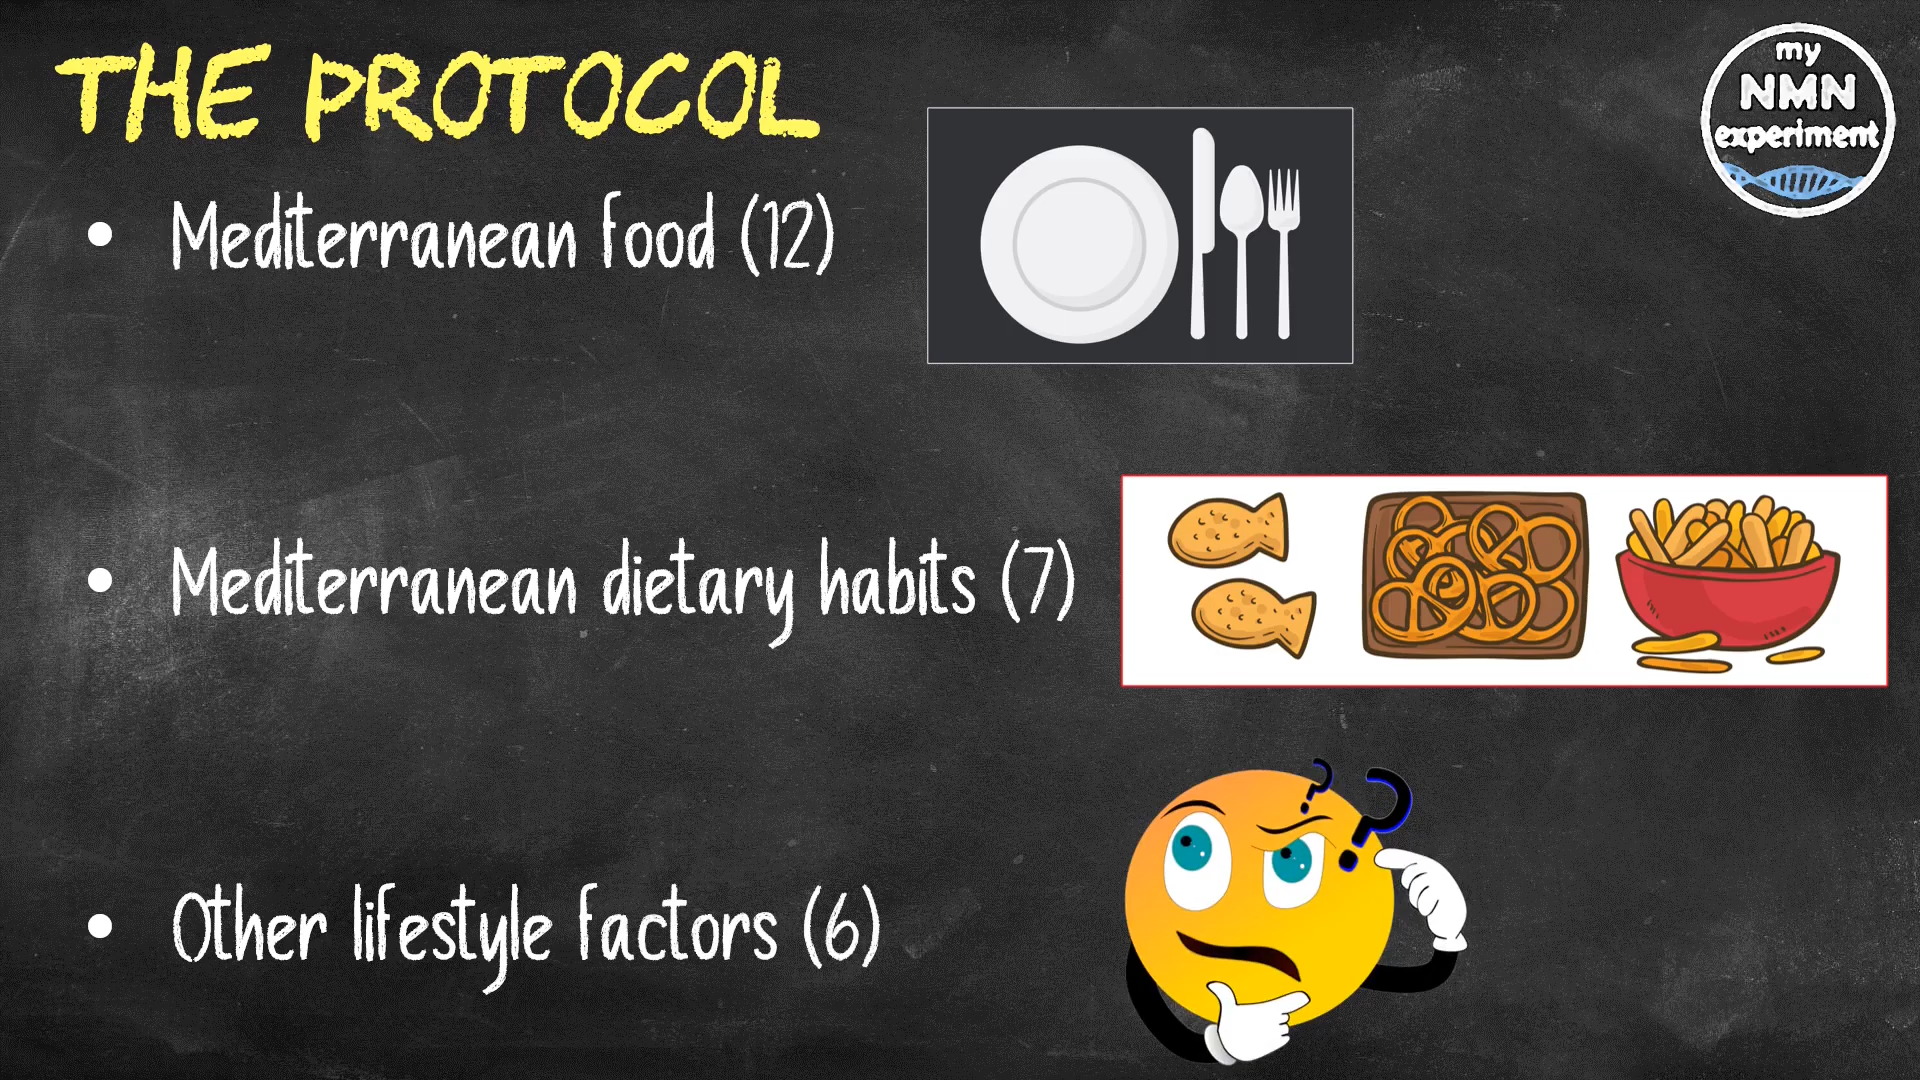 THE PROTOCOL
my
NMN
experiment
• Mediterranean food (12)
• Mediterranean dietary habits (7)
? ?
• Other lifestyle factors (6)